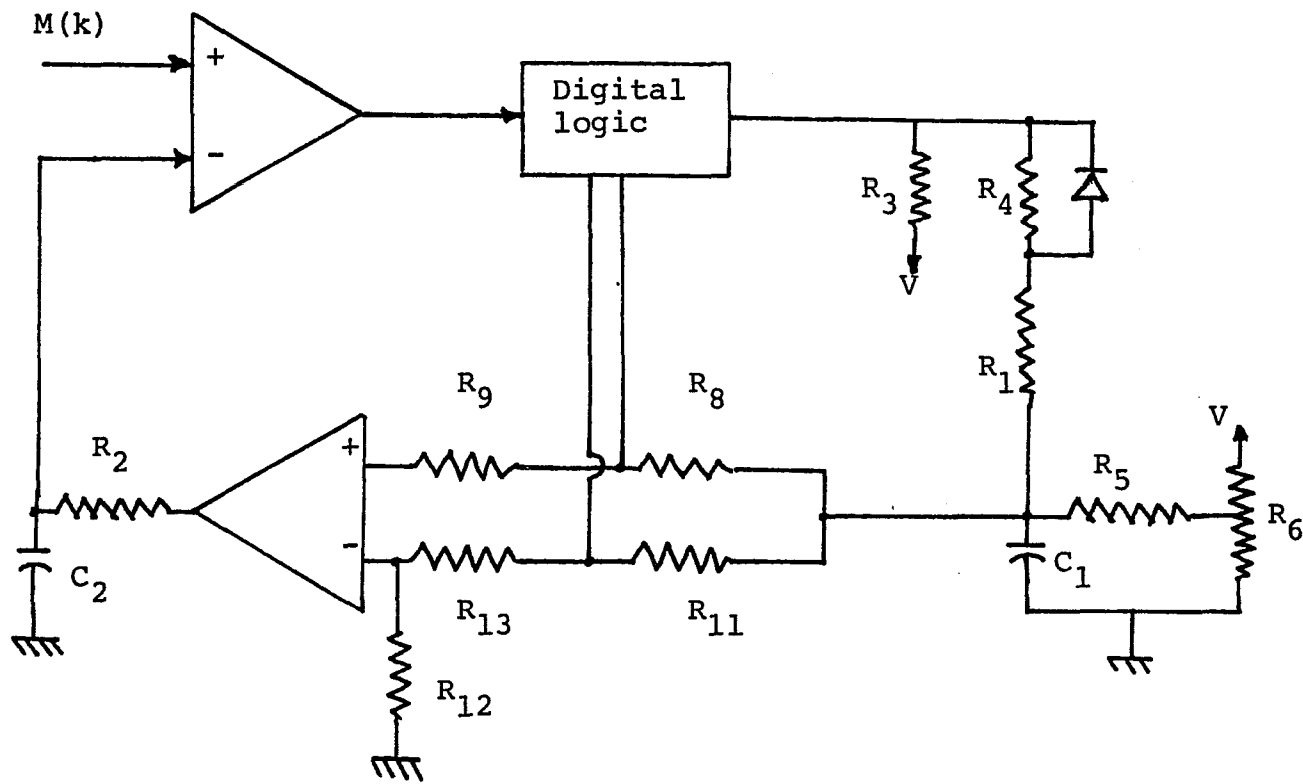 M(k)
+
-
Digital
logic
R3
V
R4
R1
R9
R8
R2
+
-
C2
R13
R11
R12
V
R5
R6
C1